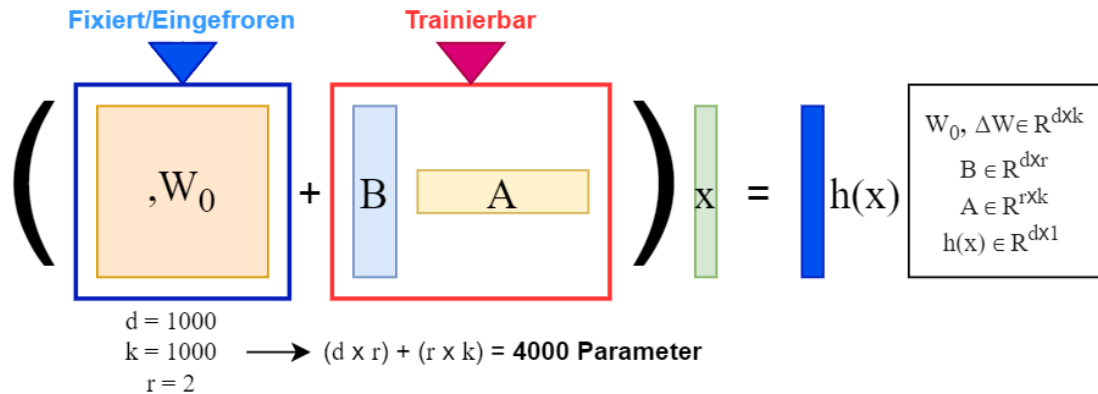 Fixiert/Eingefroren
Trainierbar
( ,W₀ + B A ) x = h(x)
W₀, ΔW∈R^dxk
B ∈ R^dxr
A ∈ R^rxk
h(x) ∈ R^dx1
d = 1000
k = 1000 → (d x r) + (r x k) = 4000 Parameter
r = 2